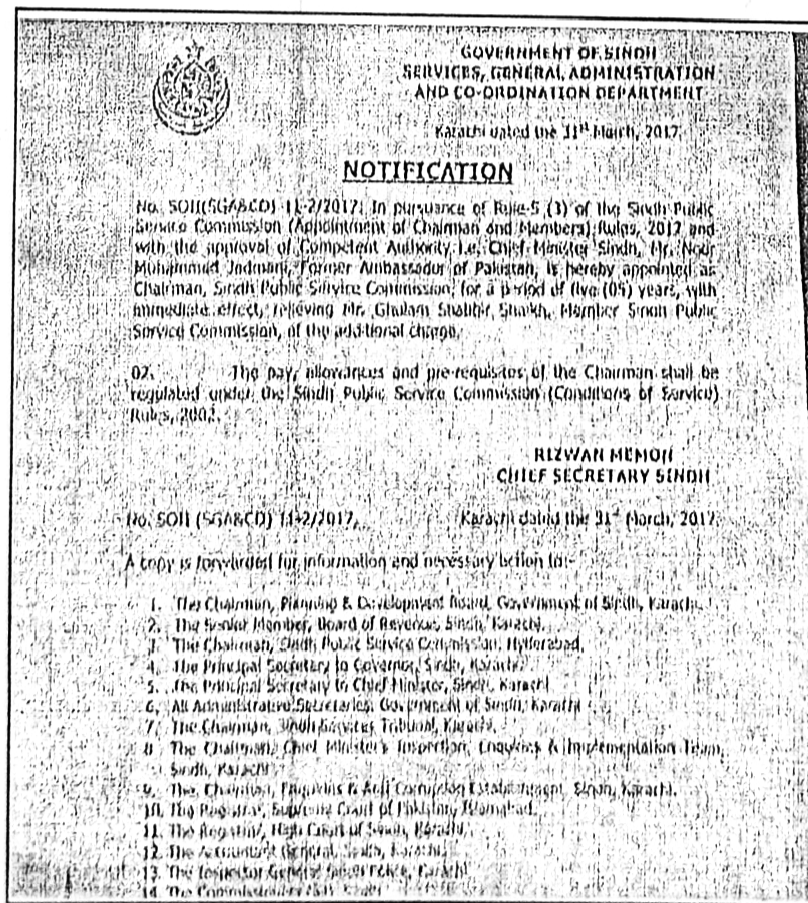 GOVERNMENT OF SINDH
SERVICES, GENERAL ADMINISTRATION
AND CO-ORDINATION DEPARTMENT
Karachi dated the 31st March, 2017
NOTIFICATION
No. SOII(SGA&CD) 11-2/2017: In pursuance of Rule-5 (3) of the Sindh Public
Service Commission (Appointment of Chairman and Members) Rules, 2017 and
with the approval of Competent Authority i.e. Chief Minister Sindh, Mr. Noor
Muhammad Jadmani, Former Ambassador of Pakistan, is hereby appointed as
Chairman, Sindh Public Service Commission, for a period of five (05) years, with
immediate effect, relieving Mr. Ghulam Shabbir Shaikh, Member Sindh Public
Service Commission, of the additional charge.
02. The pay, allowances and pre-requisites of the Chairman shall be
regulated under the Sindh Public Service Commission (Conditions of Service)
Rules,
RIZWAN MEMON
CHIEF SECRETARY SINDH
No. SOII (SGA&CD) 11-2/2017, Karachi dated the 31st March, 2017
A copy is forwarded for information and necessary action to:-
1. The Chairman, Planning & Development Board, Government of Sindh, Karachi.
2. The Senior Member, Board of Revenue, Sindh, Karachi.
3. The Chairman, Sindh Public Service Commission, Hyderabad.
4. The Principal Secretary to Governor, Sindh, Karachi.
5. The Principal Secretary to Chief Minister, Sindh, Karachi
6. All Administrative Secretaries, Government of Sindh, Karachi
7. The Chairman, Sindh Services Tribunal, Karachi.
8. The Chairman, Chief Minister's Inspection, Enquiries & Implementation Team,
Sindh, Karachi
9. The Chairman, Enquiries & Anti Corruption Establishment, Sindh, Karachi.
10. The Registrar, Supreme Court of Pakistan, Islamabad.
11. The Registrar, High Court of Sindh, Karachi.
12. The Accountant General, Sindh, Karachi.
13. The Inspector General Police, Karachi
14. The